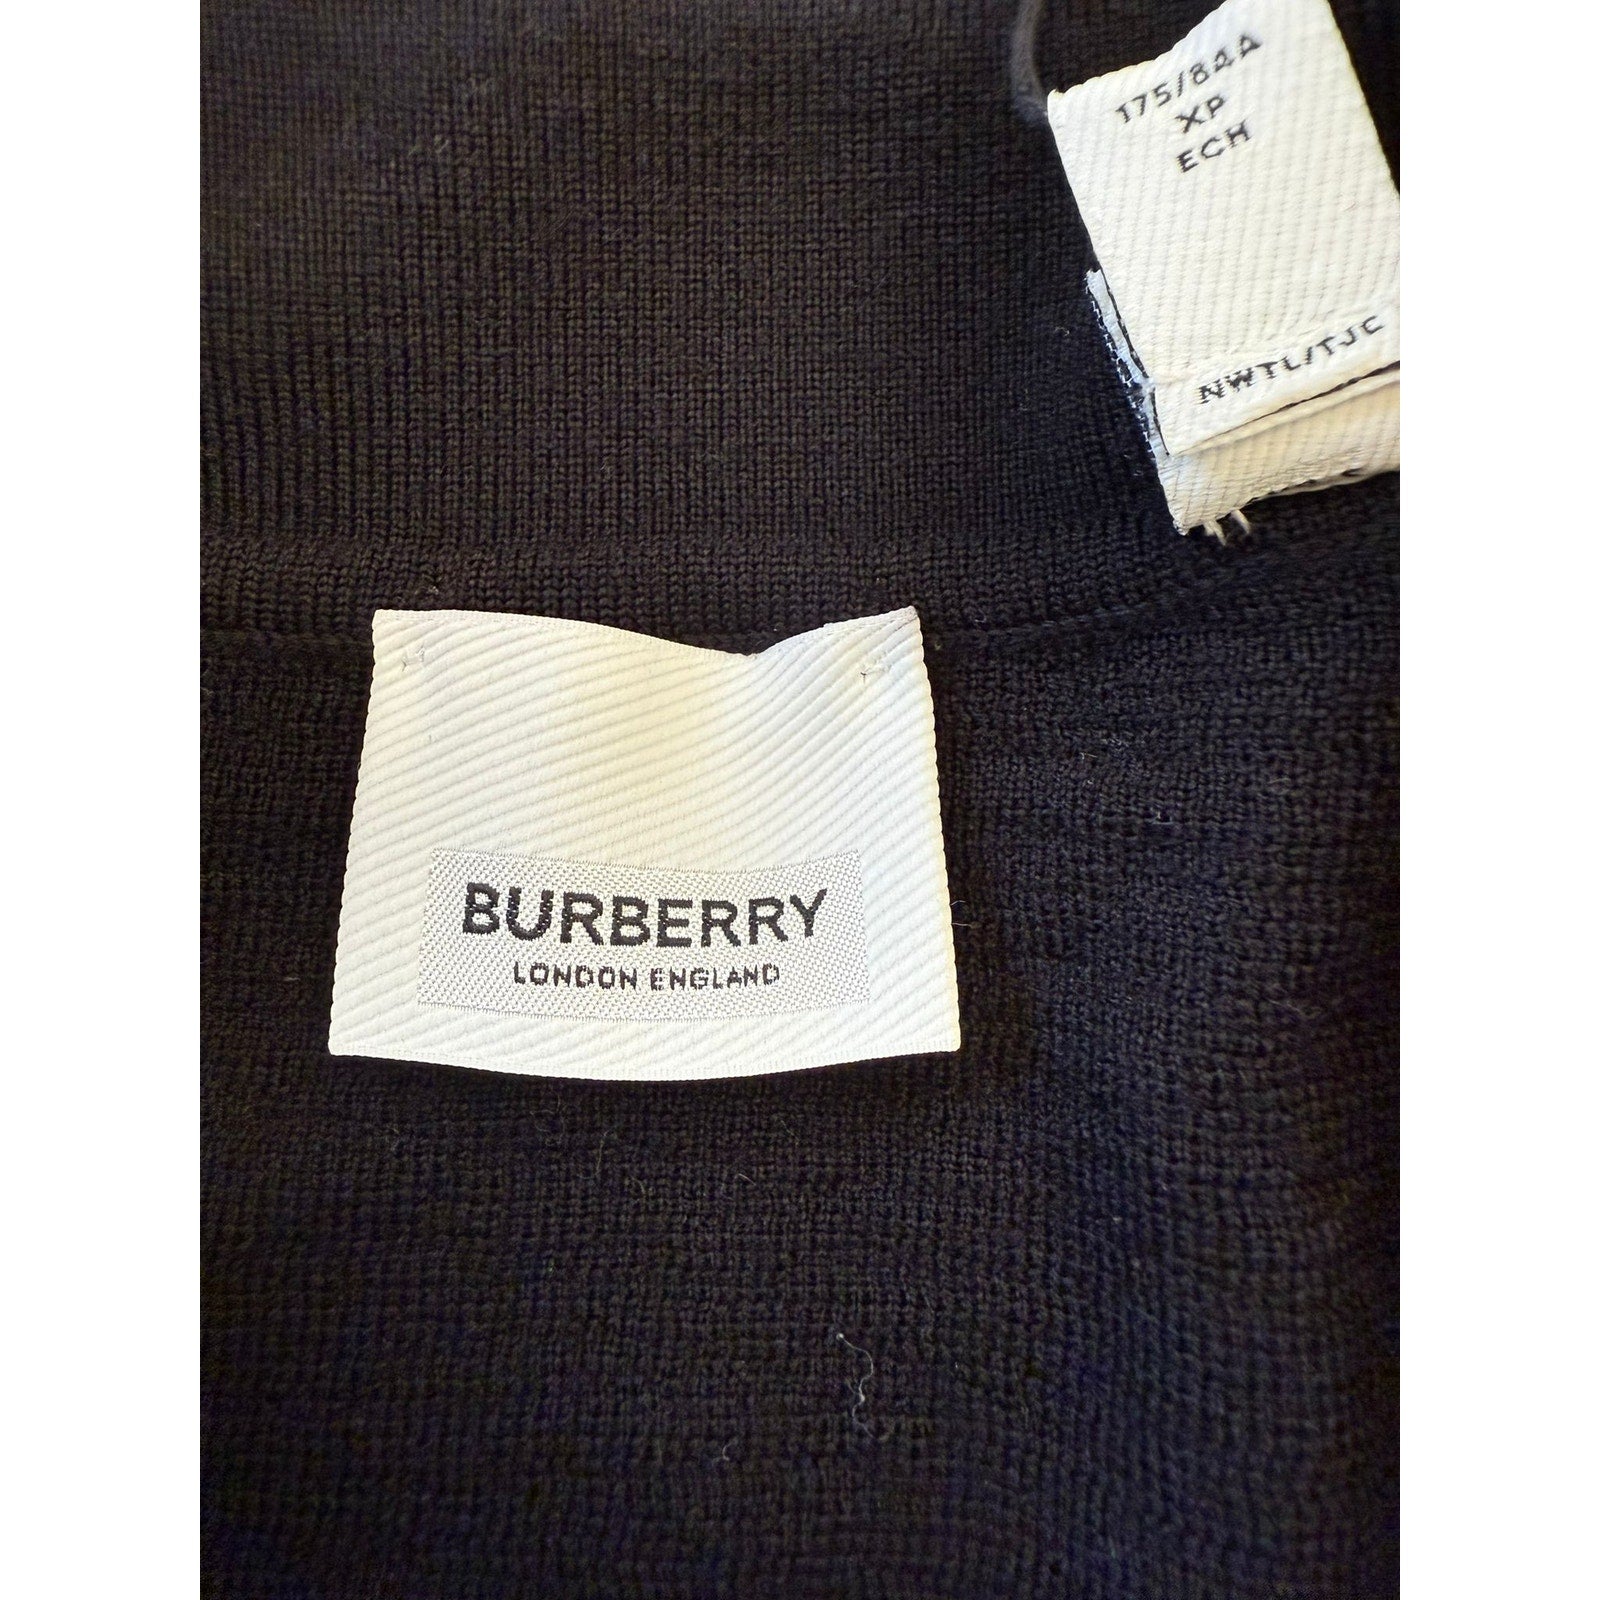 175/84A
XP
ECH
NWTL/TJC
BURBERRY
LONDON ENGLAND